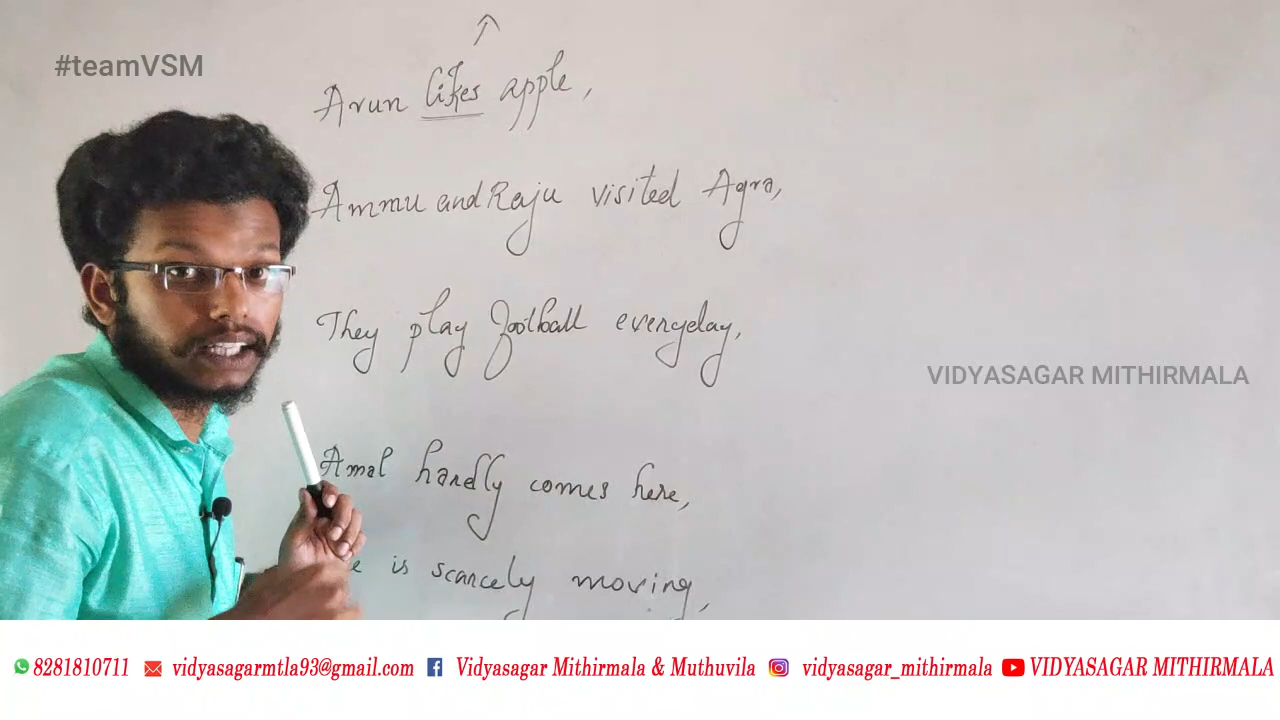 #teamVSM
Arun likes apple,
Ammu and Raju visited Agra,
They play football everyday,
VIDYASAGAR MITHIRMALA
Amal hardly comes here,
is scarcely moving,
8281810711 vidyasagarmtla93@gmail.com Vidyasagar Mithirmala & Muthuvila vidyasagar_mithirmala VIDYASAGAR MITHIRMALA